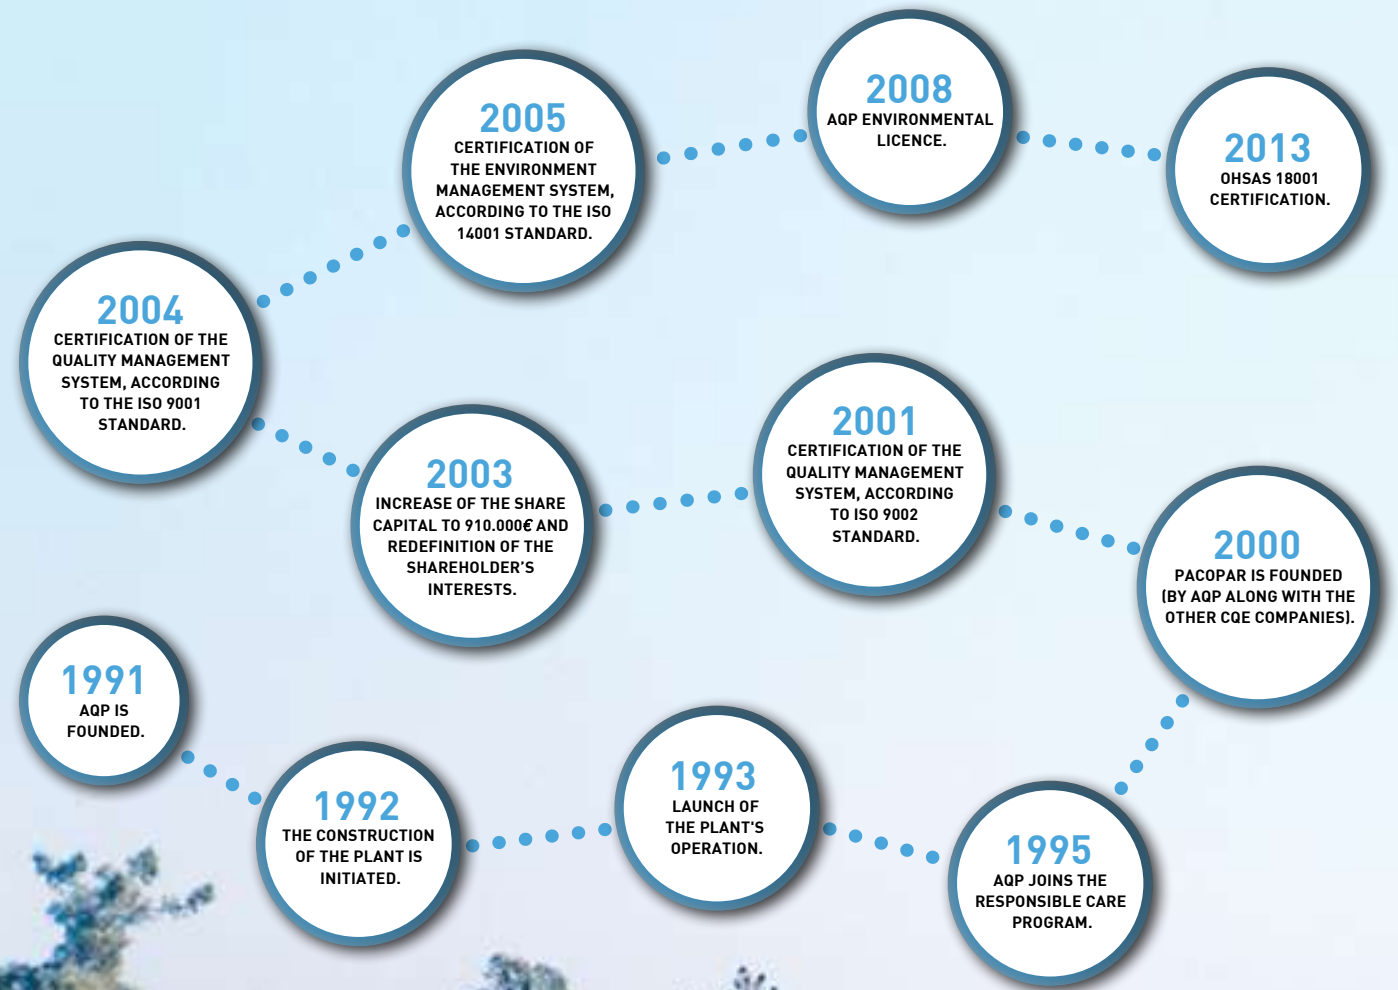 2008
AQP ENVIRONMENTAL
LICENCE.
2005
CERTIFICATION OF
THE ENVIRONMENT
MANAGEMENT SYSTEM,
ACCORDING TO THE ISO
14001 STANDARD.
2013
OHSAS 18001
CERTIFICATION.
2004
CERTIFICATION OF THE
QUALITY MANAGEMENT
SYSTEM, ACCORDING
TO THE ISO 9001
STANDARD.
2003
INCREASE OF THE SHARE
CAPITAL TO 910.000€ AND
REDEFINITION OF THE
SHAREHOLDER'S
INTERESTS.
2001
CERTIFICATION OF THE
QUALITY MANAGEMENT
SYSTEM, ACCORDING
TO ISO 9002
STANDARD.
2000
PACOPAR IS FOUNDED
(BY AQP ALONG WITH THE
OTHER CQE COMPANIES).
1991
AQP IS
FOUNDED.
1992
THE CONSTRUCTION
OF THE PLANT IS
INITIATED.
1993
LAUNCH OF
THE PLANT'S
OPERATION.
1995
AQP JOINS THE
RESPONSIBLE CARE
PROGRAM.